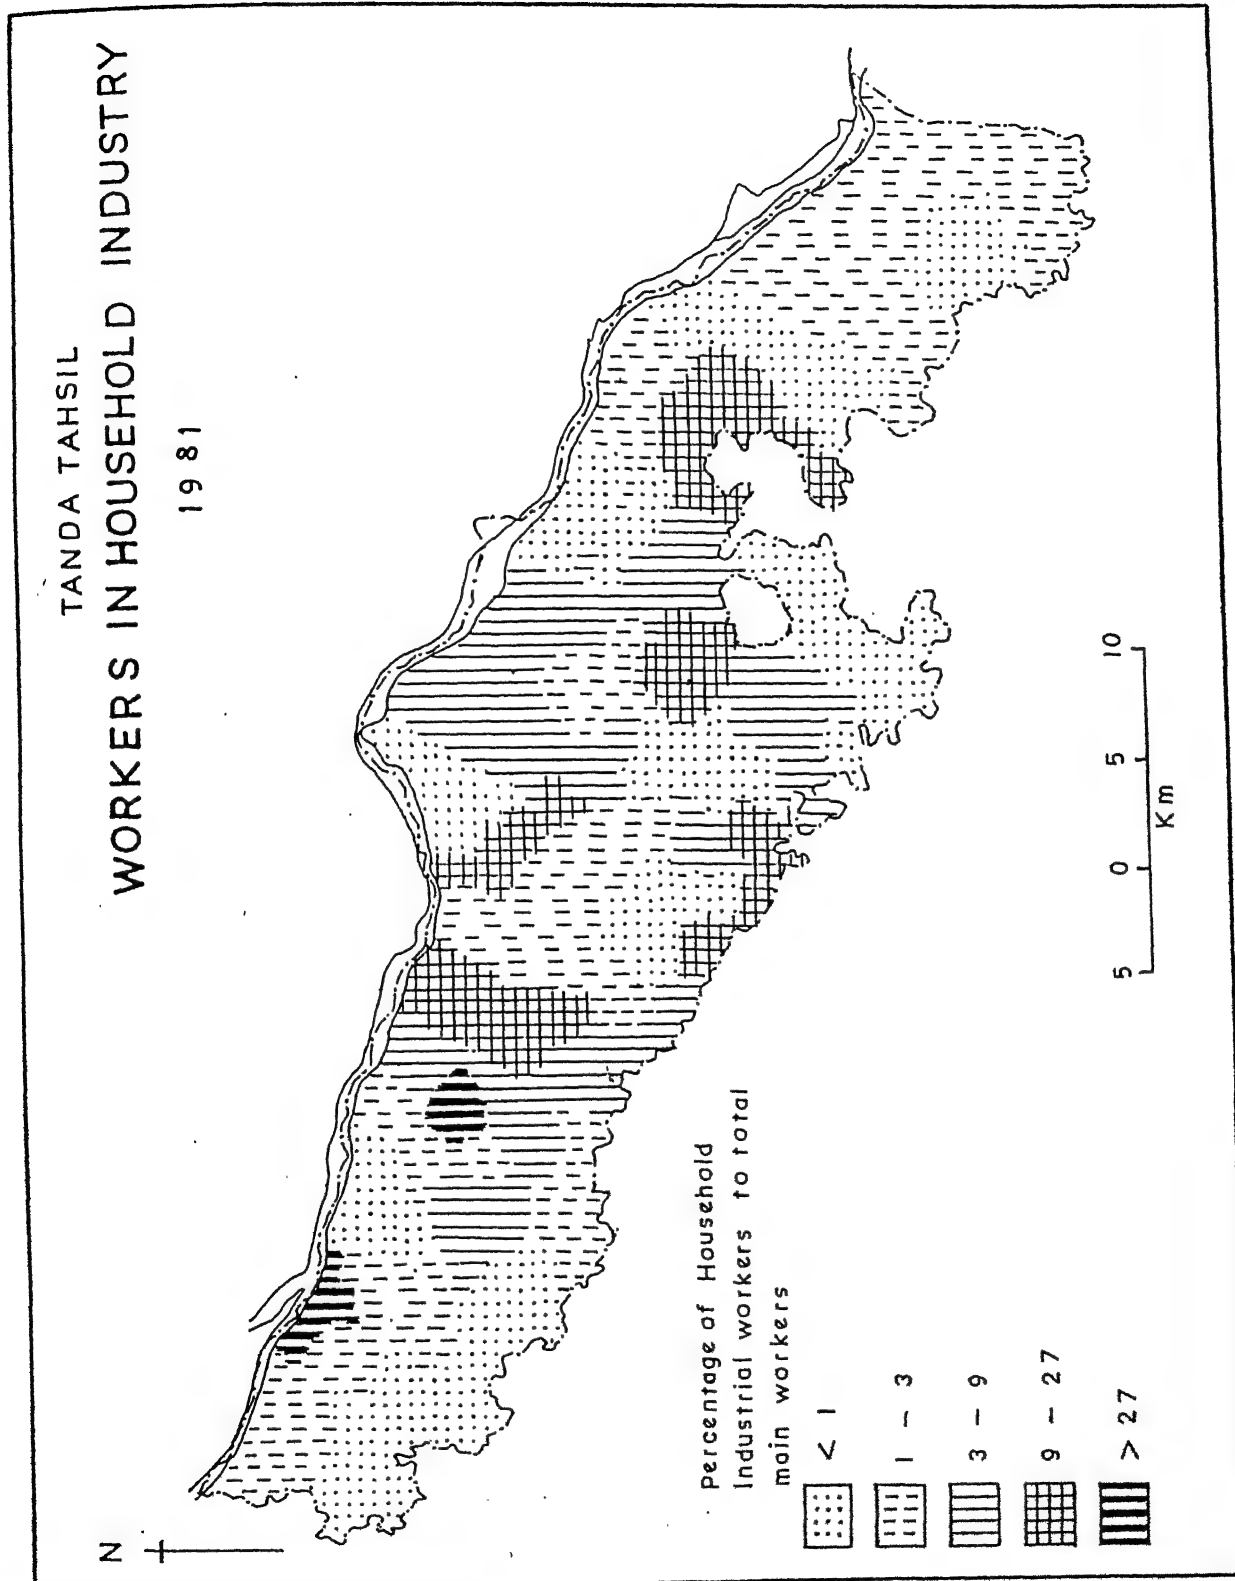 TANDA TAHSIL
WORKERS IN HOUSEHOLD INDUSTRY
1981
N
Percentage of Household
Industrial workers to total
main workers
< 1
1 – 3
3 – 9
9 – 27
> 27
5 0 5 10
Km